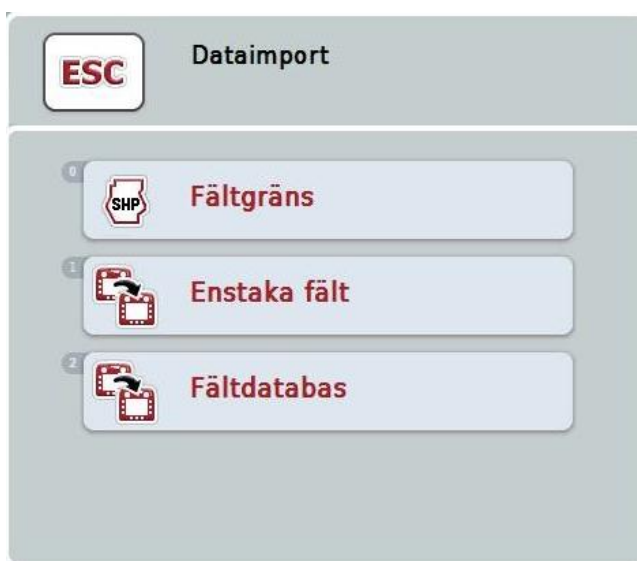 ESC
Dataimport
0
SHP
Fältgräns
1
Enstaka fält
2
Fältdatabas